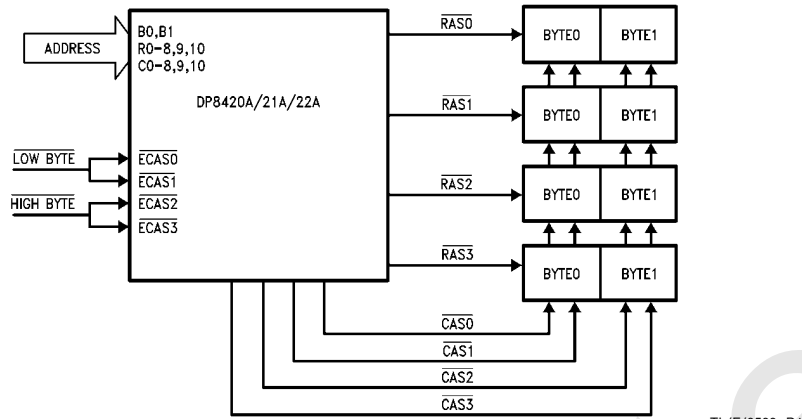 ADDRESS
B0,B1
R0-8,9,10
C0-8,9,10
DP8420A/21A/22A
LOW BYTE
HIGH BYTE
ECAS0
ECAS1
ECAS2
ECAS3
RAS0
BYTE0 BYTE1
RAS1
BYTE0 BYTE1
RAS2
BYTE0 BYTE1
RAS3
BYTE0 BYTE1
CAS0
CAS1
CAS2
CAS3